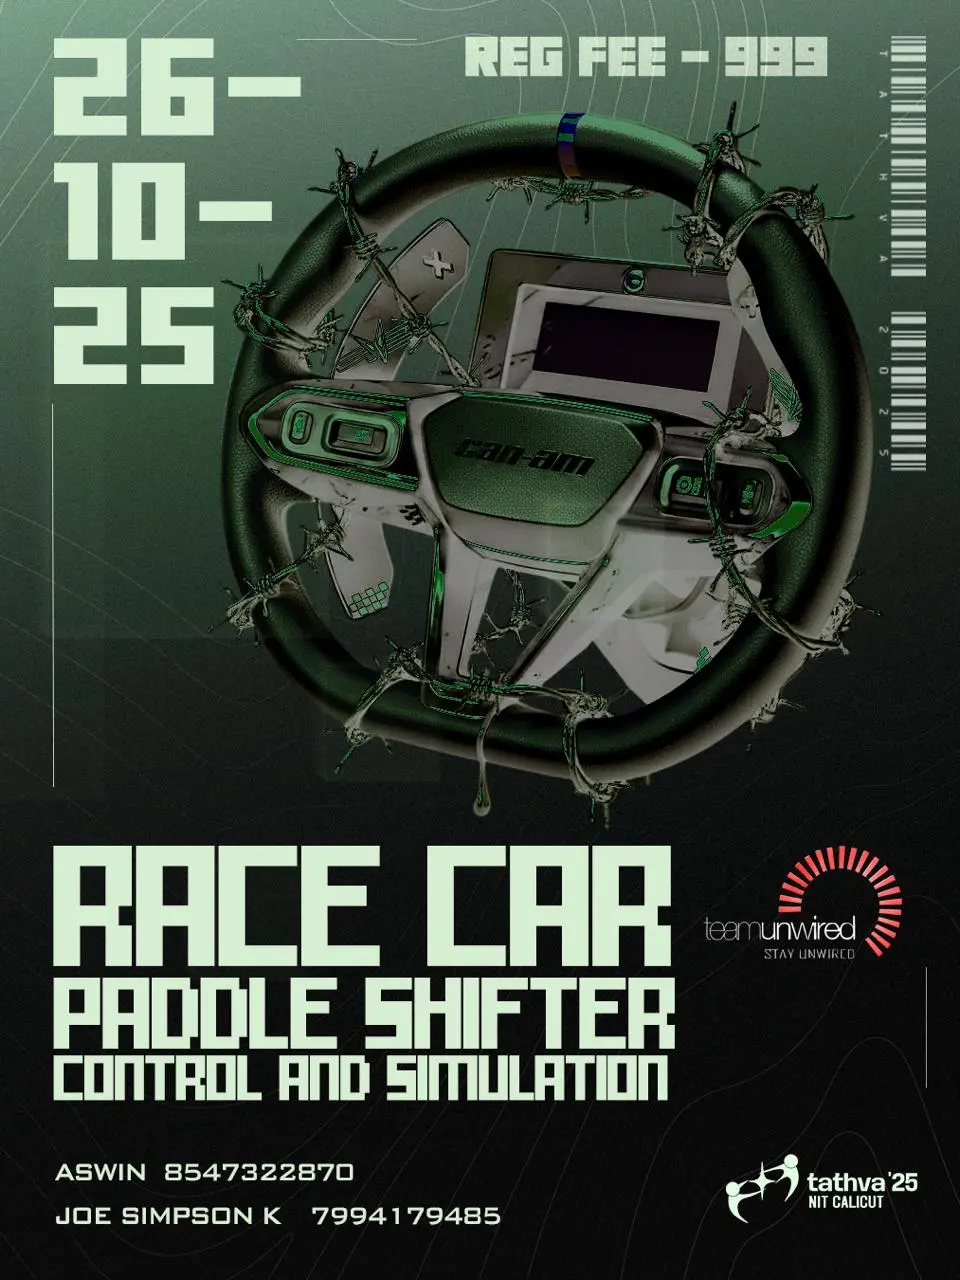 26-
10-
25
REG FEE - 999
TATHVA 2025
can-am
RACE CAR
PADDLE SHIFTER
CONTROL AND SIMULATION
teamunwired
STAY UNWIRED
ASWIN 8547322870
JOE SIMPSON K 7994179485
tathva'25
NIT CALICUT